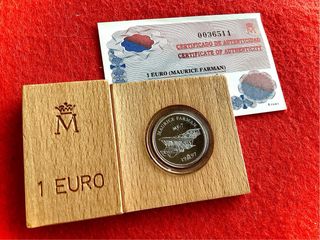 0036514
CERTIFICADO DE AUTENTICIDAD
CERTIFICATE OF AUTHENTICITY
1 EURO (MAURICE FARMAN)
M
1 EURO
MAURICE FARMAN